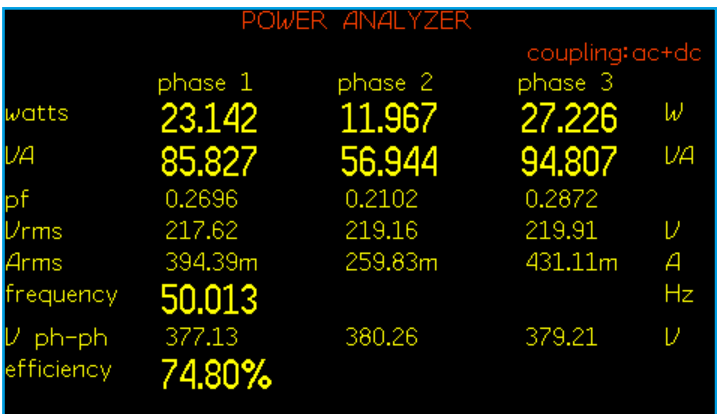 POWER ANALYZER
coupling:ac+dc
phase 1 phase 2 phase 3
watts 23.142 11.967 27.226 W
VA 85.827 56.944 94.807 VA
pf 0.2696 0.2102 0.2872
Vrms 217.62 219.16 219.91 V
Arms 394.39m 259.83m 431.11m A
frequency 50.013 Hz
V ph-ph 377.13 380.26 379.21 V
efficiency 74.80%